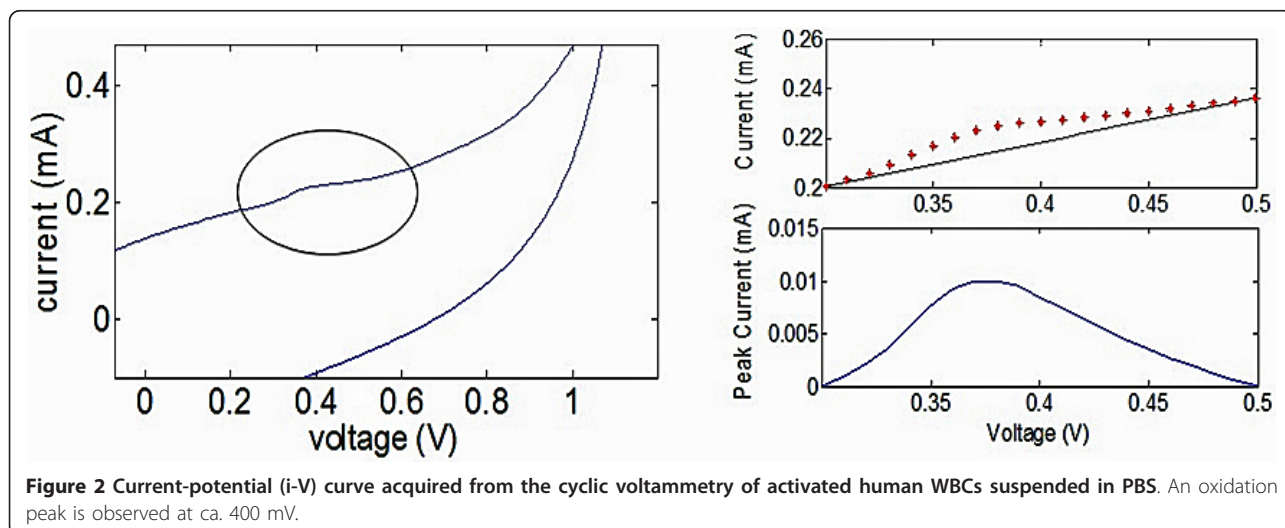 0.4
0.2
0
current (mA)
0 0.2 0.4 0.6 0.8 1
voltage (V)
0.26
0.24
0.22
0.2
Current (mA)
0.35 0.4 0.45 0.5
0.015
0.01
0.005
0
Peak Current (mA)
0.35 0.4 0.45 0.5
Voltage (V)
Figure 2 Current-potential (i-V) curve acquired from the cyclic voltammetry of activated human WBCs suspended in PBS. An oxidation
peak is observed at ca. 400 mV.